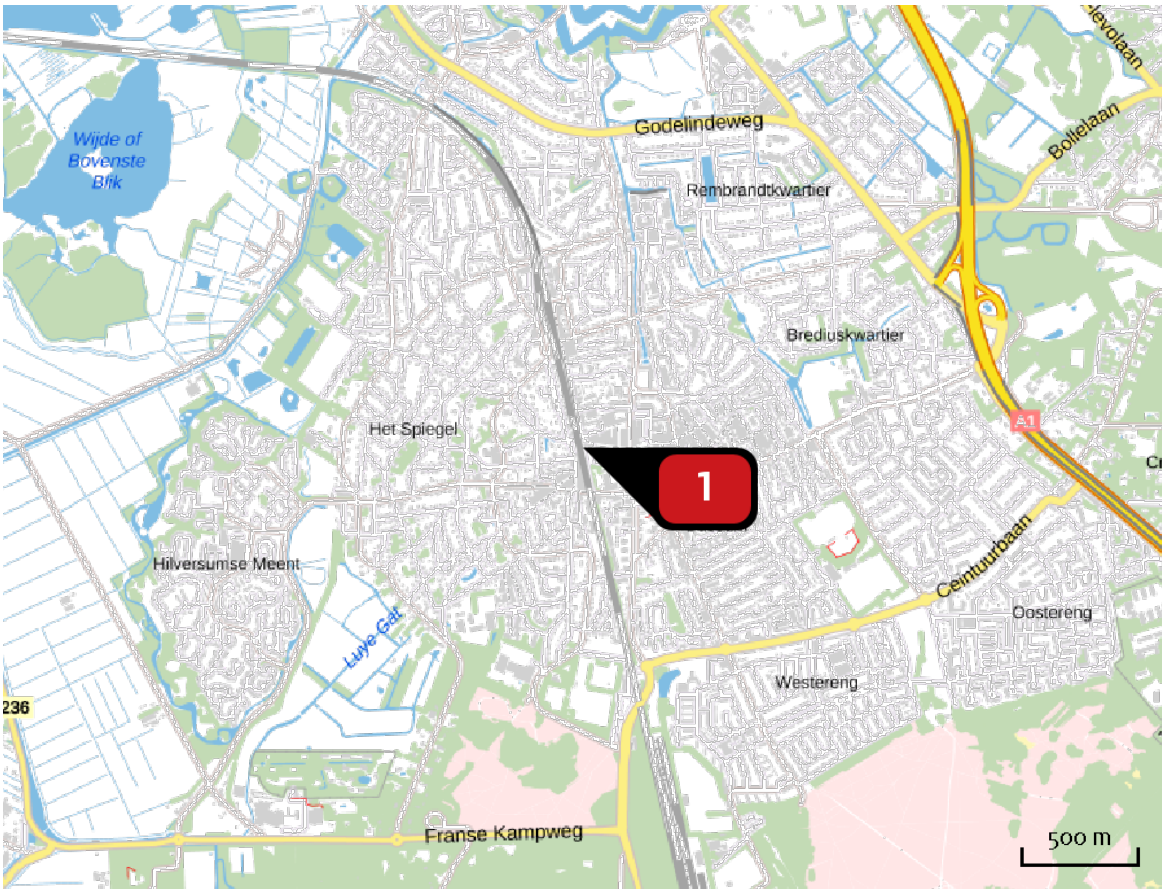 Flevolaan
Bollelaan
Godelindeweg
Wijde of
Bovenste
Blik
Rembrandtkwartier
Brediuskwartier
A1
Het Spiegel
1
Hilversumse Meent
Ceintuurbaan
Oostereng
Luye Gat
Westereng
236
Franse Kampweg
500 m